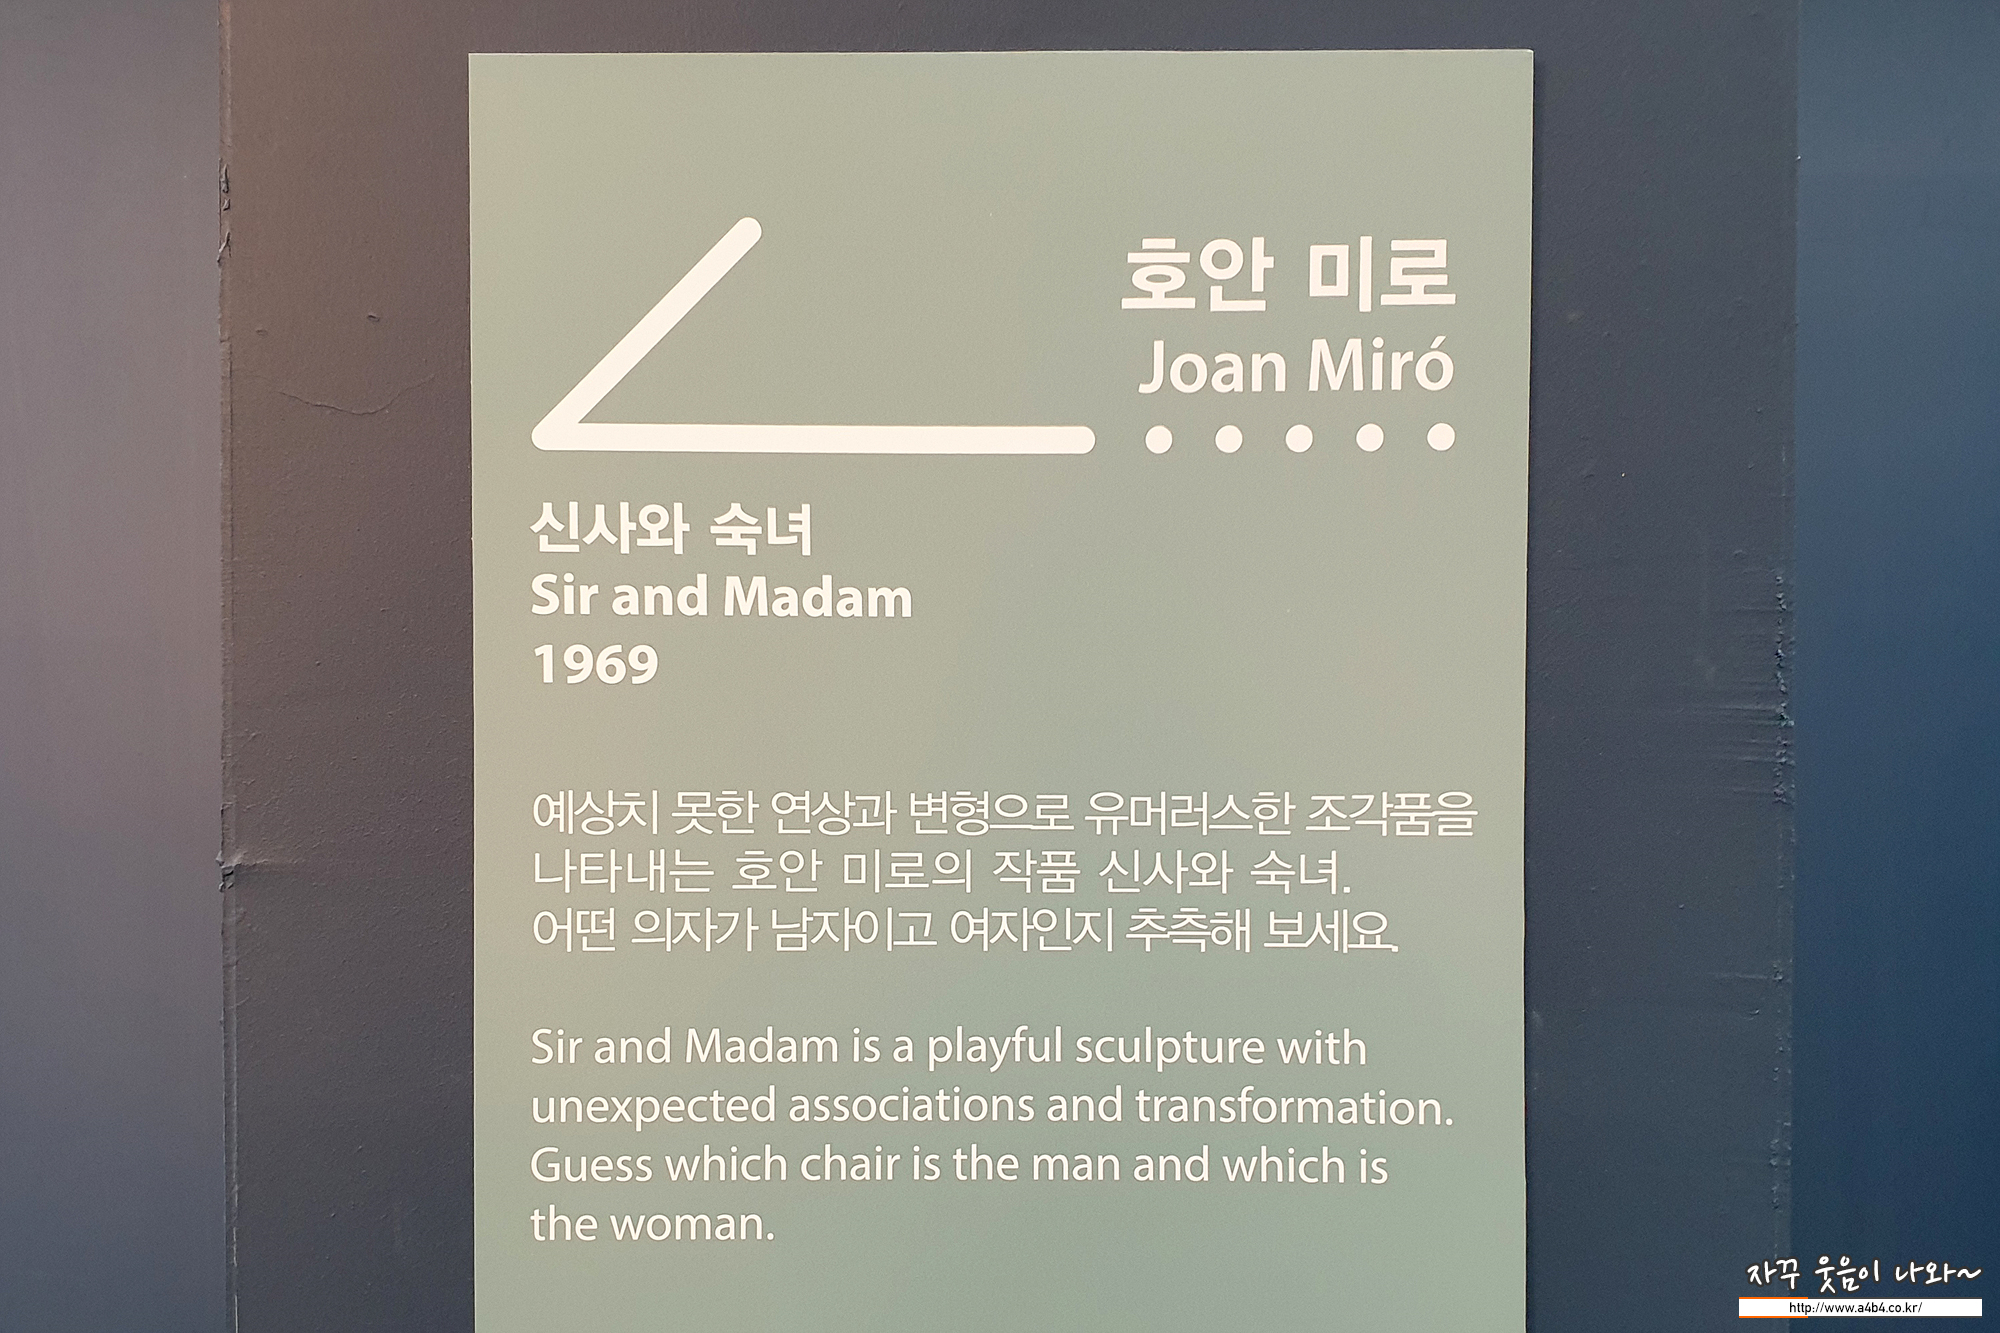 호안 미로
Joan Miró
신사와 숙녀
Sir and Madam
1969
예상치 못한 연상과 변형으로 유머러스한 조각품을
나타내는 호안 미로의 작품 신사와 숙녀.
어떤 의자가 남자이고 여자인지 추측해 보세요.
Sir and Madam is a playful sculpture with
unexpected associations and transformation.
Guess which chair is the man and which is
the woman.
자꾸 웃음이 나와~
http://www.a4b4.co.kr/